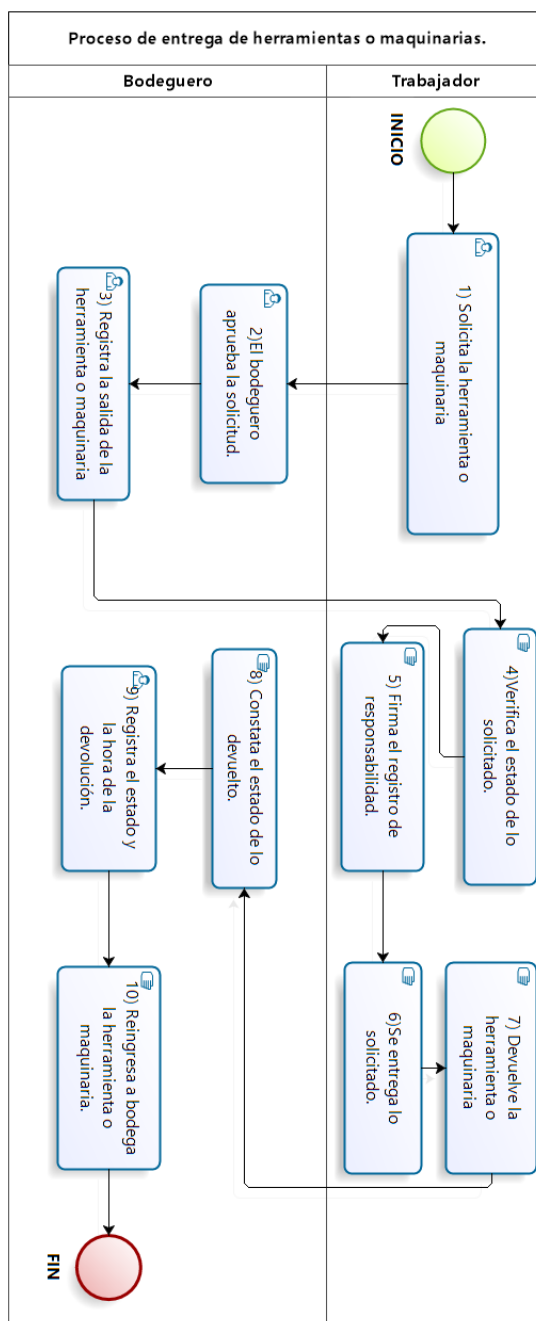 Proceso de entrega de herramientas o maquinarias.
Bodeguero
Trabajador
INICIO
1) Solicita la herramienta o
maquinaria
2)El bodeguero
aprueba la solicitud.
3) Registra la salida de la
herramienta o maquinaria
4)Verifica el estado de lo
solicitado.
5) Firma el registro de
responsabilidad.
6)Se entrega lo
solicitado.
7) Devuelve la
herramienta o
maquinaria
8) Constata el estado de lo
devuelto.
9) Registra el estado y
la hora de la
devolución.
10) Reingresa a bodega
la herramienta o
maquinaria.
FIN